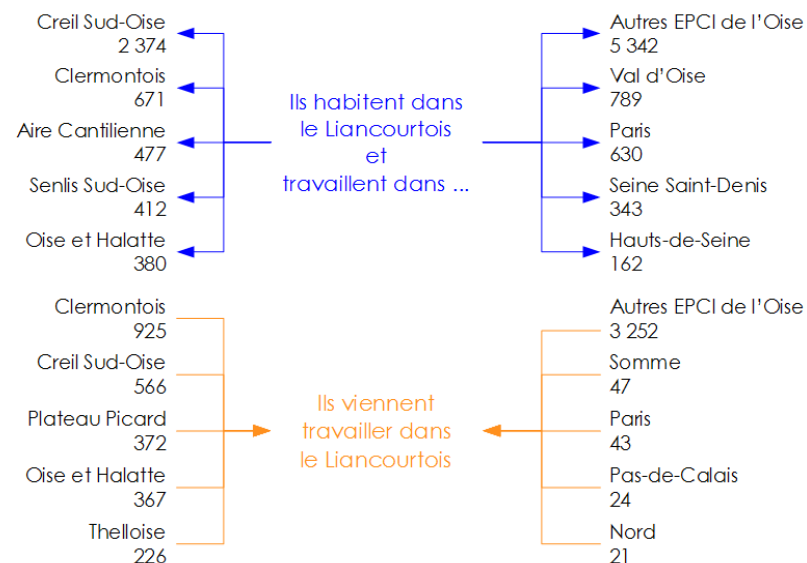 Creil Sud-Oise
2 374
Clermontois
671
Aire Cantilienne
477
Senlis Sud-Oise
412
Oise et Halatte
380
Ils habitent dans
le Liancourtois
et
travaillent dans ...
Autres EPCI de l'Oise
5 342
Val d'Oise
789
Paris
630
Seine Saint-Denis
343
Hauts-de-Seine
162
Clermontois
925
Creil Sud-Oise
566
Plateau Picard
372
Oise et Halatte
367
Thelloise
226
Ils viennent
travailler dans
le Liancourtois
Autres EPCI de l'Oise
3 252
Somme
47
Paris
43
Pas-de-Calais
24
Nord
21